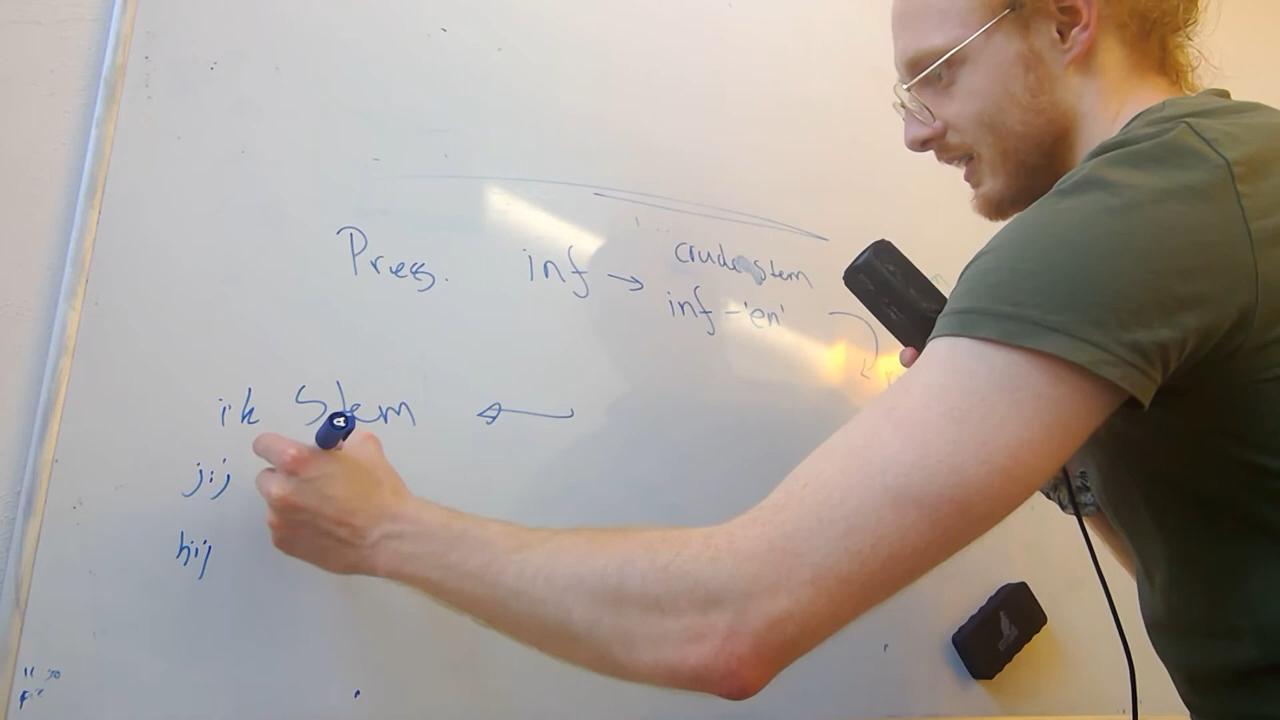 Pres. inf → crude stem
inf -'en'
ik stem ←
jij
hij